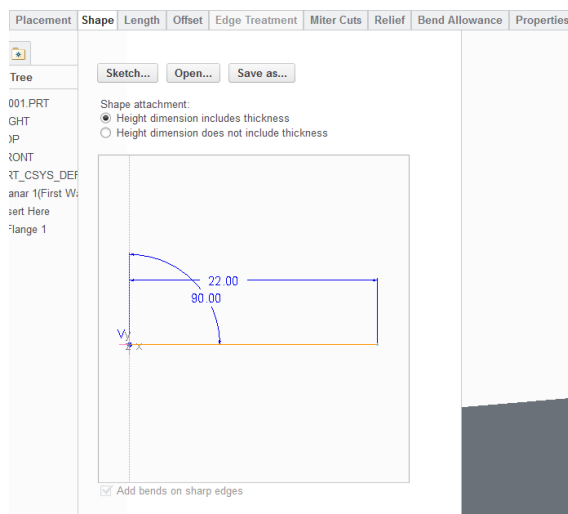 Placement Shape Length Offset Edge Treatment Miter Cuts Relief Bend Allowance Properties
Tree
Sketch... Open... Save as...
001.PRT
Shape attachment:
GHT
Height dimension includes thickness
OP
Height dimension does not include thickness
RONT
RT_CSYS_DEF
anar 1(First Wa
sert Here
Flange 1
22.00
90.00
V y
z x
Add bends on sharp edges